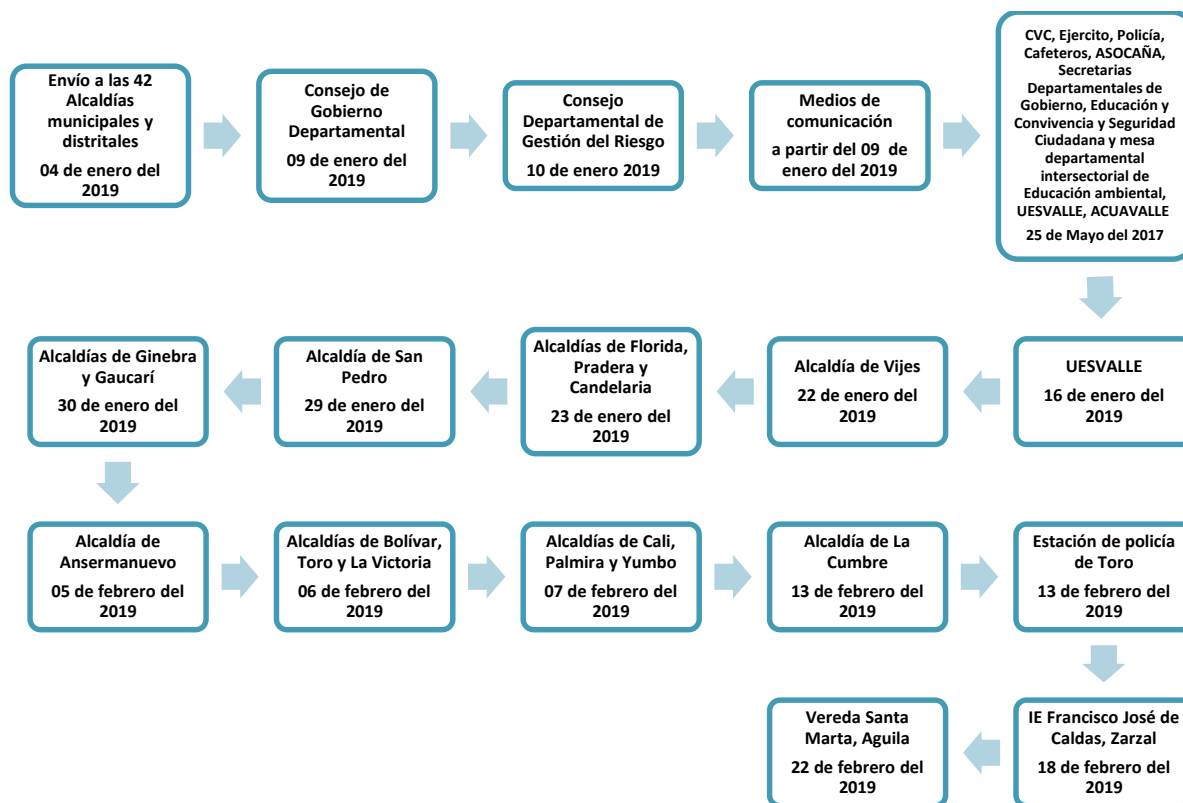 Envío a las 42
Alcaldías
municipales y
distritales
04 de enero del
2019
Consejo de
Gobierno
Departamental
09 de enero del
2019
Consejo
Departamental de
Gestión del Riesgo
10 de enero 2019
Medios de
comunicación
a partir del 09 de
enero del 2019
CVC, Ejercito, Policía,
Cafeteros, ASOCAÑA,
Secretarias
Departamentales de
Gobierno, Educación y
Convivencia y Seguridad
Ciudadana y mesa
departamental
intersectorial de
Educación ambiental,
UESVALLE, ACUAVALLE
25 de Mayo del 2017
UESVALLE
16 de enero del
2019
Alcaldía de Vijes
22 de enero del
2019
Alcaldías de Florida,
Pradera y
Candelaria
23 de enero del
2019
Alcaldía de San
Pedro
29 de enero del
2019
Alcaldías de Ginebra
y Gaucarí
30 de enero del
2019
Alcaldía de
Ansermanuevo
05 de febrero del
2019
Alcaldías de Bolívar,
Toro y La Victoria
06 de febrero del
2019
Alcaldías de Cali,
Palmira y Yumbo
07 de febrero del
2019
Alcaldía de La
Cumbre
13 de febrero del
2019
Estación de policía
de Toro
13 de febrero del
2019
IE Francisco José de
Caldas, Zarzal
18 de febrero del
2019
Vereda Santa
Marta, Aguila
22 de febrero del
2019